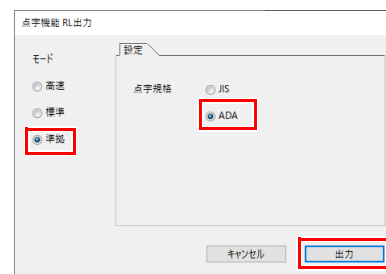 点字機能 RL出力
モード
高速
標準
準拠
設定
点字規格
JIS
ADA
キャンセル
出力